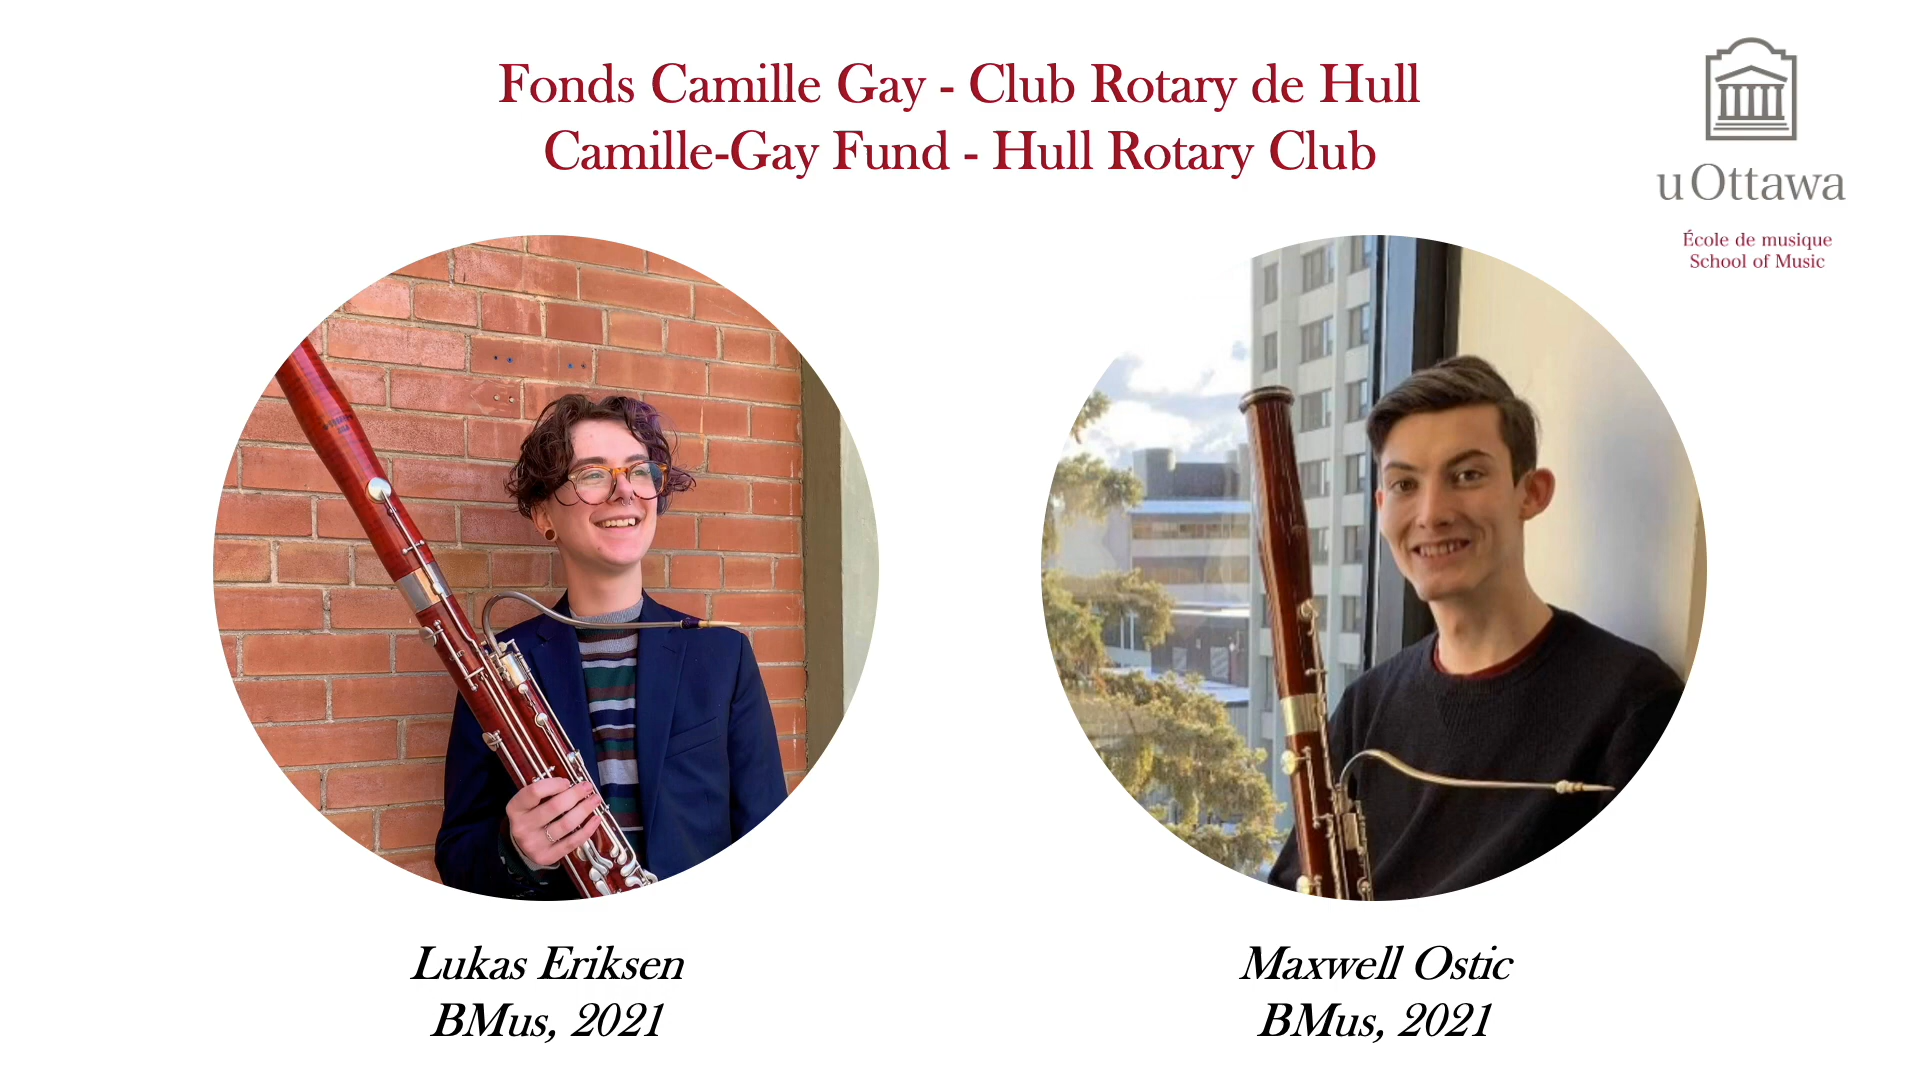 Fonds Camille Gay - Club Rotary de Hull
Camille-Gay Fund - Hull Rotary Club
uOttawa
École de musique
School of Music
Lukas Eriksen
BMus, 2021
Maxwell Ostic
BMus, 2021